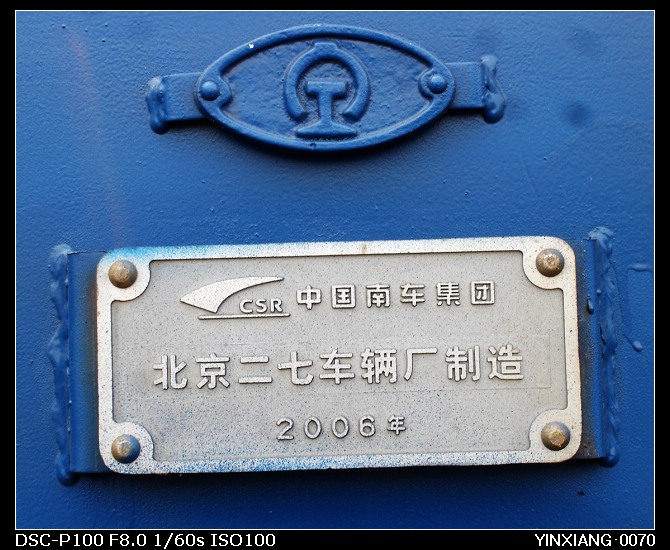 CSR 中国南车集团
北京二七车辆厂制造
2006年
DSC-P100 F8.0 1/60s ISO100
YINXIANG·0070